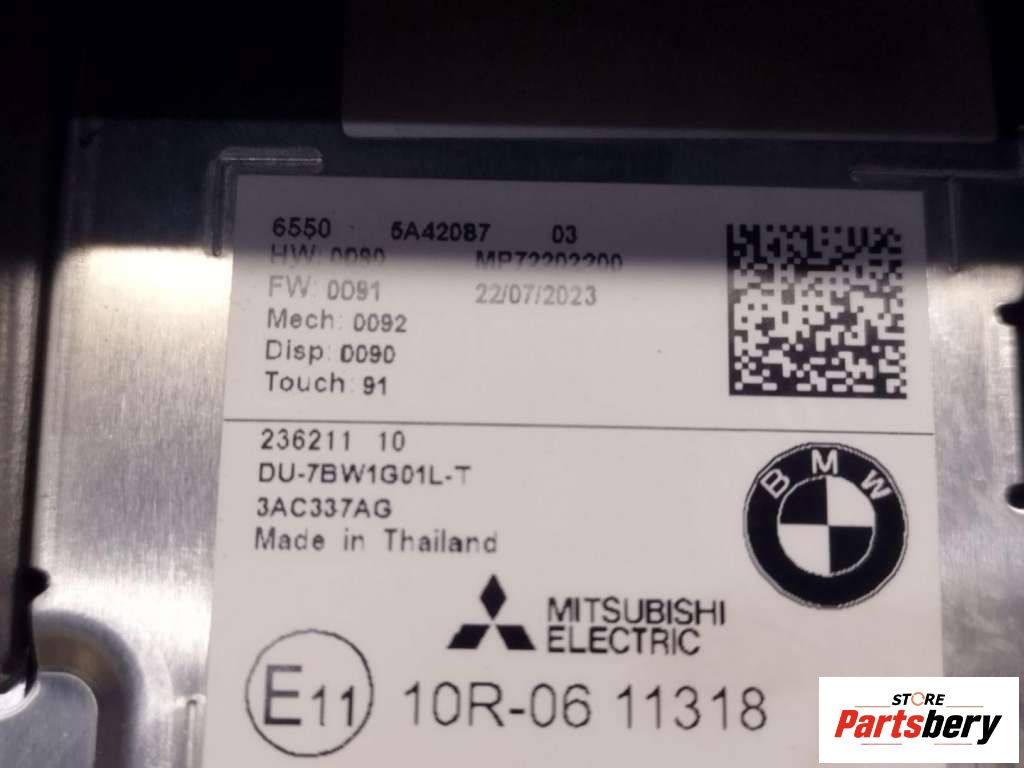 6550 5A42087 03
HW: 0090 MP72202200
FW: 0091 22/07/2023
Mech: 0092
Disp: 0090
Touch: 91
236211 10
DU-7BW1G01L-T
3AC337AG
Made in Thailand
BMW
MITSUBISHI
ELECTRIC
E11 10R-06 11318
STORE
Partsbery